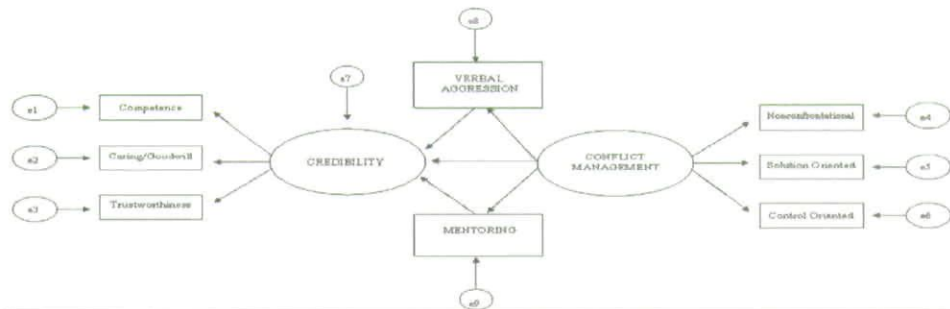 e8
VERBAL
AGGRESSION
e7
e1
Competence
Nonconfrontational
e4
e2
Caring/Goodwill
CREDIBILITY
CONFLICT
MANAGEMENT
Solution Oriented
e5
e3
Trustworthiness
MENTORING
Control Oriented
e6
e9